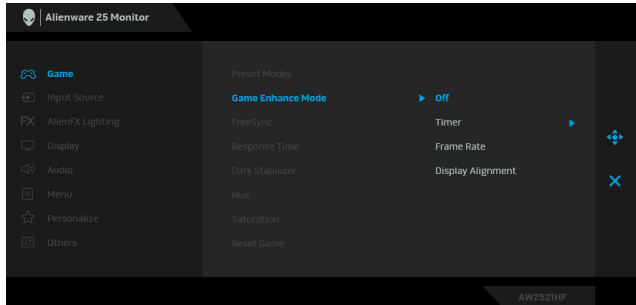 Alienware 25 Monitor
Game
Input Source
FX AlienFX Lighting
Display
Audio
Menu
Personalize
Others
Preset Modes
Game Enhance Mode
FreeSync
Response Time
Dark Stabilizer
Hue
Saturation
Reset Game
Off
Timer
Frame Rate
Display Alignment
AW2521HF